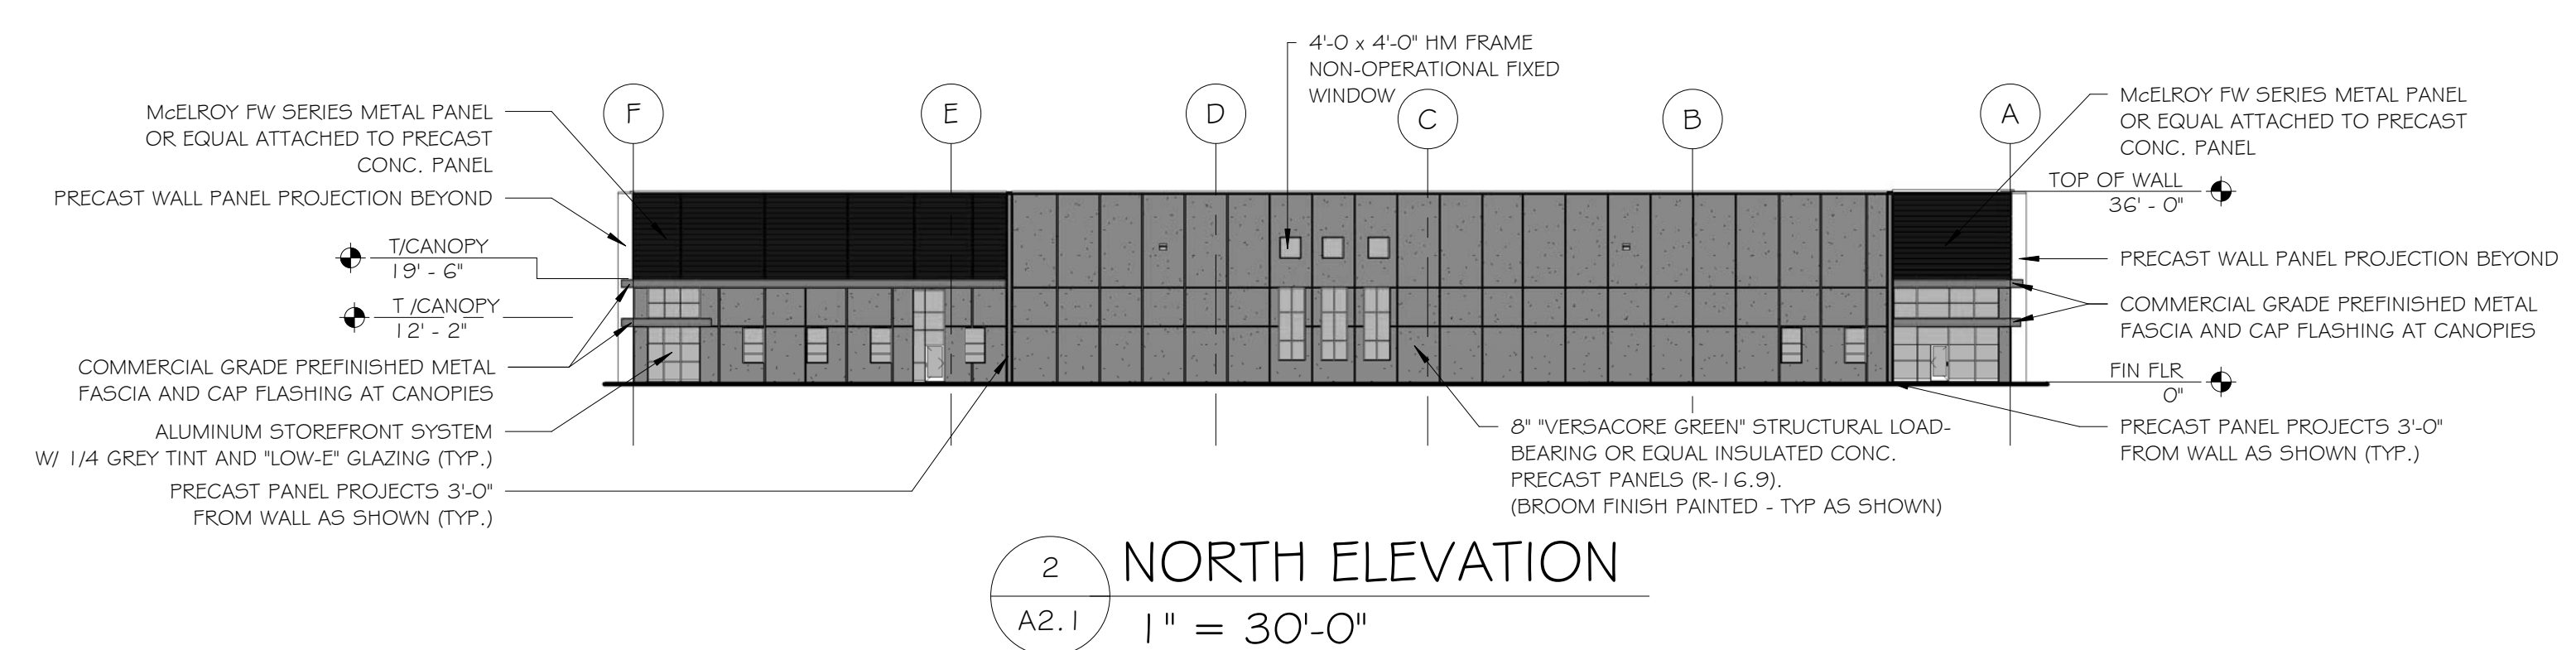 4'-0 x 4'-0" HM FRAME
NON-OPERATIONAL FIXED
WINDOW
F
E
D
C
B
A
McELROY FW SERIES METAL PANEL
OR EQUAL ATTACHED TO PRECAST
CONC. PANEL
PRECAST WALL PANEL PROJECTION BEYOND
T/CANOPY
19' - 6"
T /CANOPY
12' - 2"
COMMERCIAL GRADE PREFINISHED METAL
FASCIA AND CAP FLASHING AT CANOPIES
ALUMINUM STOREFRONT SYSTEM
W/ 1/4 GREY TINT AND "LOW-E" GLAZING (TYP.)
PRECAST PANEL PROJECTS 3'-0"
FROM WALL AS SHOWN (TYP.)
McELROY FW SERIES METAL PANEL
OR EQUAL ATTACHED TO PRECAST
CONC. PANEL
TOP OF WALL
36' - 0"
PRECAST WALL PANEL PROJECTION BEYOND
COMMERCIAL GRADE PREFINISHED METAL
FASCIA AND CAP FLASHING AT CANOPIES
FIN FLR
0"
PRECAST PANEL PROJECTS 3'-0"
FROM WALL AS SHOWN (TYP.)
8" "VERSACORE GREEN" STRUCTURAL LOAD-
BEARING OR EQUAL INSULATED CONC.
PRECAST PANELS (R-16.9).
(BROOM FINISH PAINTED - TYP AS SHOWN)
2
A2.1
NORTH ELEVATION
1" = 30'-0"